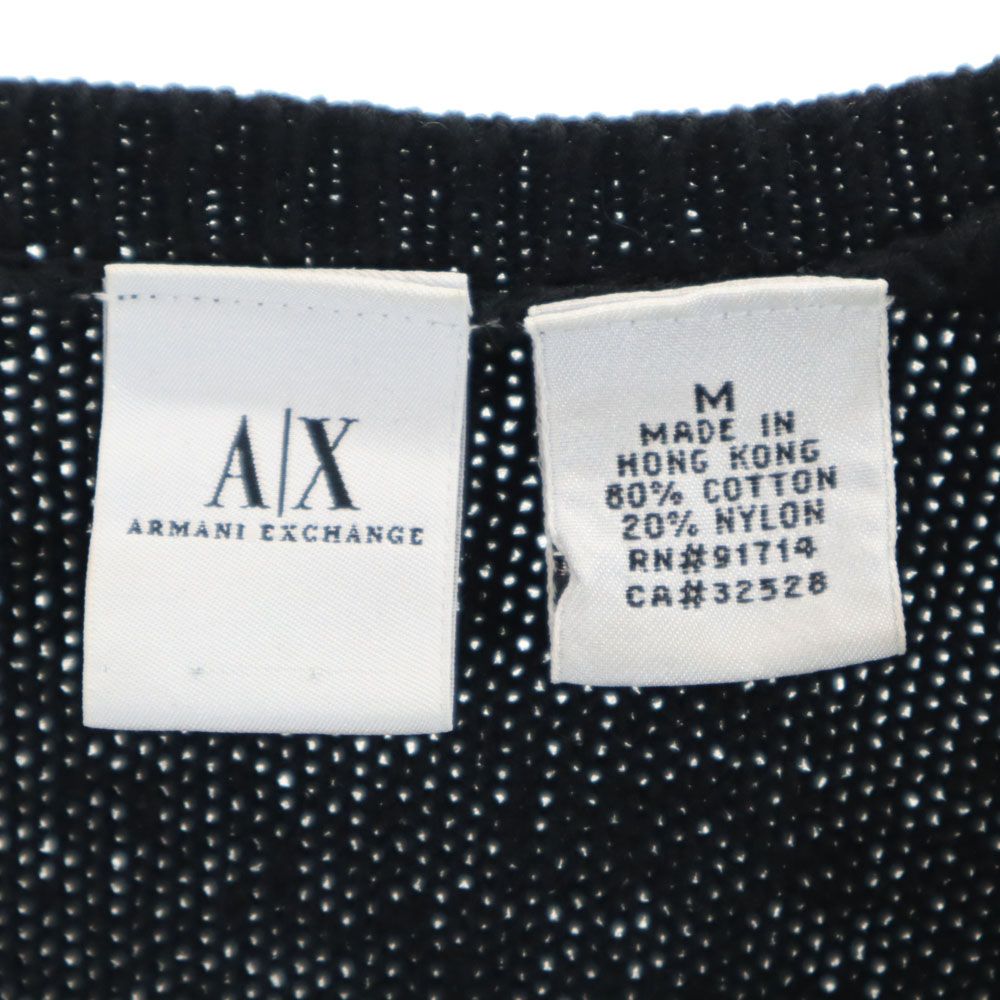 A|X
ARMANI EXCHANGE
M
MADE IN
HONG KONG
80% COTTON
20% NYLON
RN#91714
CA#32528